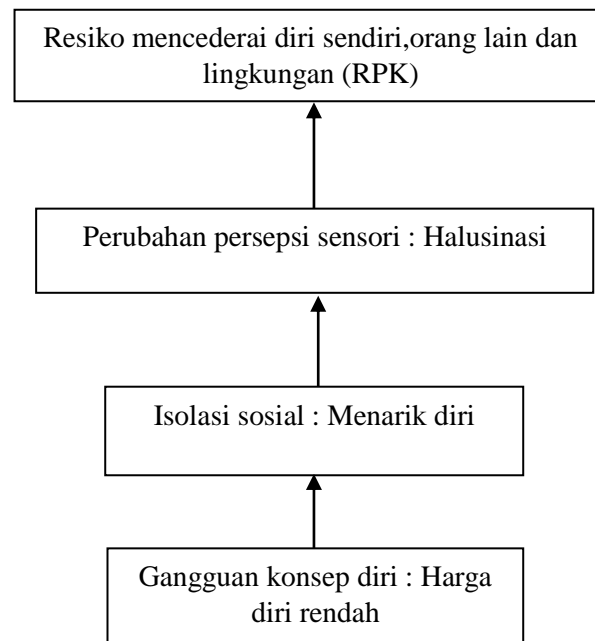 Resiko mencederai diri sendiri,orang lain dan
lingkungan (RPK)
Perubahan persepsi sensori : Halusinasi
Isolasi sosial : Menarik diri
Gangguan konsep diri : Harga
diri rendah